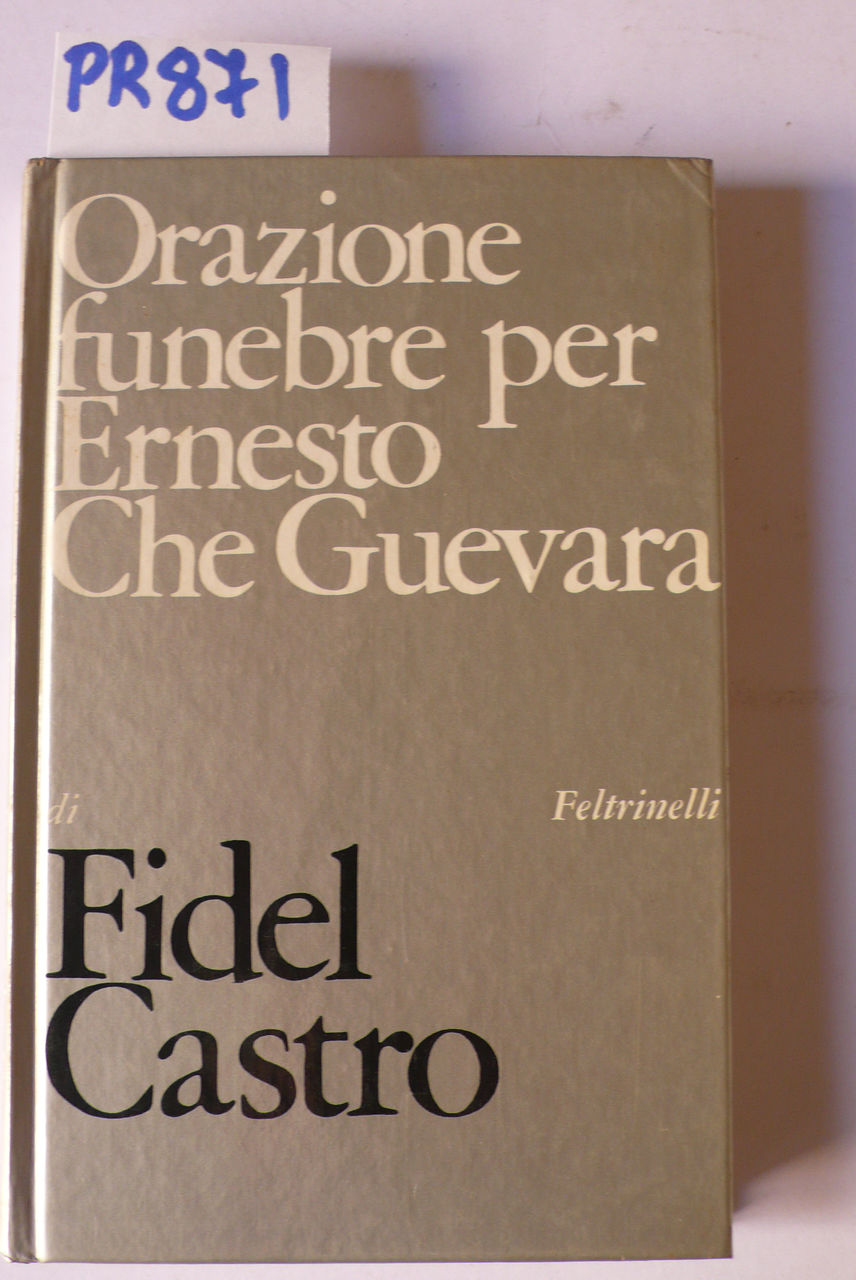 PR871
Orazione
funebre per
Ernesto
Che Guevara
di
Feltrinelli
Fidel
Castro